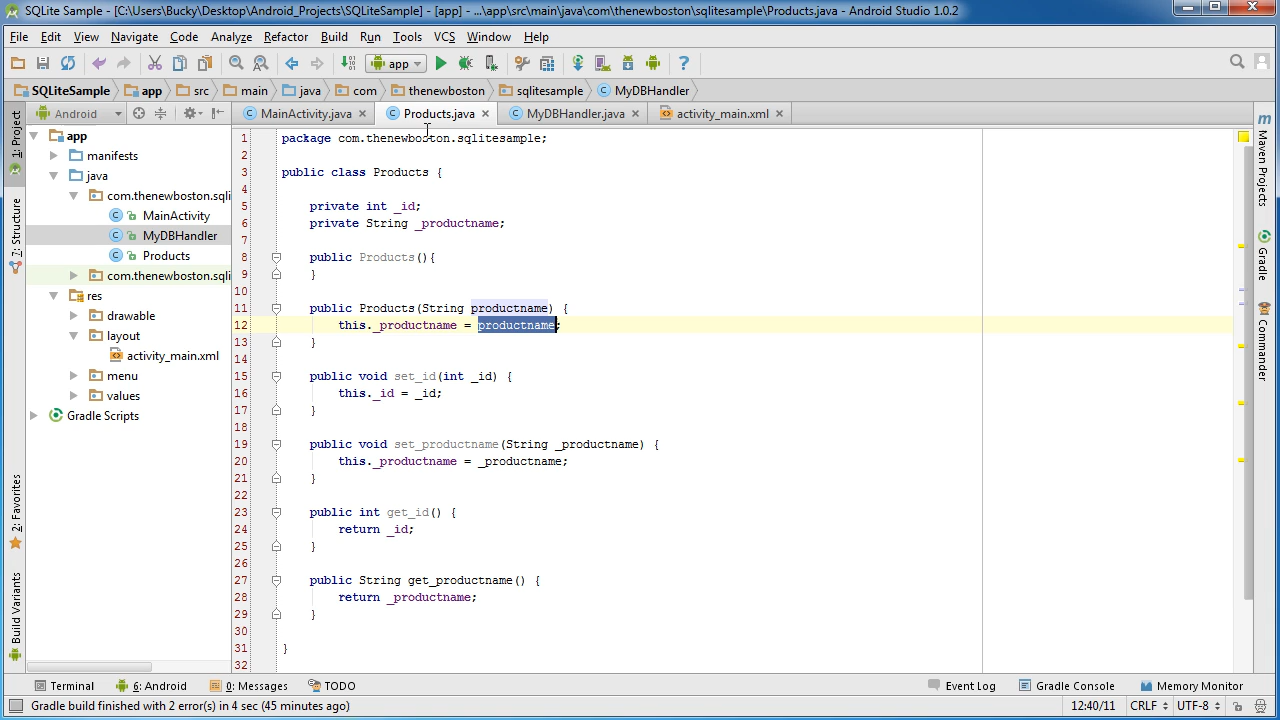 SQLite Sample - [C:\Users\Bucky\Desktop\Android_Projects\SQLiteSample] - [app] - ...\app\src\main\java\com\thenewboston\sqlitesample\Products.java - Android Studio 1.0.2
File Edit View Navigate Code Analyze Refactor Build Run Tools VCS Window Help
app
SQLiteSample app src main java com thenewboston sqlitesample MyDBHandler
Android MainActivity.java Products.java MyDBHandler.java activity_main.xml
1: Project
7: Structure
2: Favorites
Build Variants
app
manifests
java
com.thenewboston.sqli
MainActivity
MyDBHandler
Products
com.thenewboston.sqli
res
drawable
layout
activity_main.xml
menu
values
Gradle Scripts
1 package com.thenewboston.sqlitesample;
2
3 public class Products {
4
5 private int _id;
6 private String _productname;
7
8 public Products(){
9 }
10
11 public Products(String productname) {
12 this._productname = productname;
13 }
14
15 public void set_id(int _id) {
16 this._id = _id;
17 }
18
19 public void set_productname(String _productname) {
20 this._productname = _productname;
21 }
22
23 public int get_id() {
24 return _id;
25 }
26
27 public String get_productname() {
28 return _productname;
29 }
30
31 }
32
m
Maven Projects
Gradle
Commander
Terminal 6: Android 0: Messages TODO Event Log Gradle Console Memory Monitor
Gradle build finished with 2 error(s) in 4 sec (45 minutes ago) 12:40/11 CRLF UTF-8